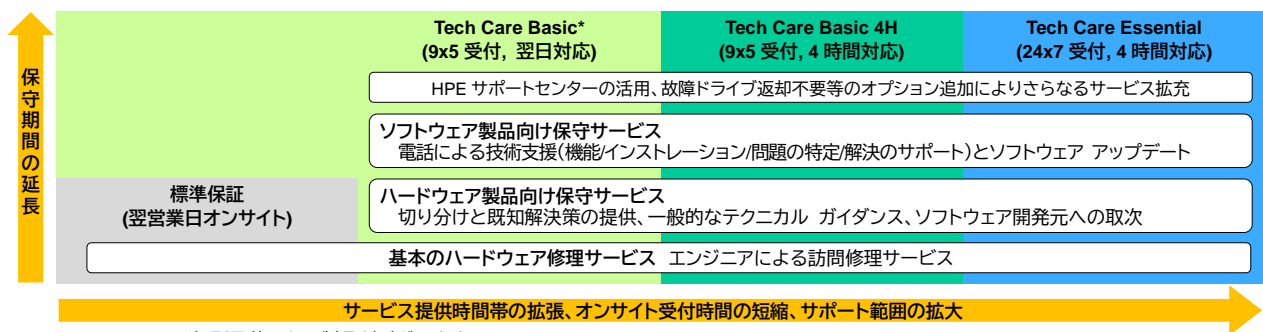 保守期間の延長
Tech Care Basic*
(9x5 受付, 翌日対応)
Tech Care Basic 4H
(9x5 受付, 4 時間対応)
Tech Care Essential
(24x7 受付, 4 時間対応)
HPE サポートセンターの活用、故障ドライブ返却不要等のオプション追加によりさらなるサービス拡充
ソフトウェア製品向け保守サービス
電話による技術支援(機能/インストレーション/問題の特定/解決のサポート)とソフトウェア アップデート
標準保証
(翌営業日オンサイト)
ハードウェア製品向け保守サービス
切り分けと既知解決策の提供、一般的なテクニカル ガイダンス、ソフトウェア開発元への取次
基本のハードウェア修理サービス エンジニアによる訪問修理サービス
サービス提供時間帯の拡張、オンサイト受付時間の短縮、サポート範囲の拡大